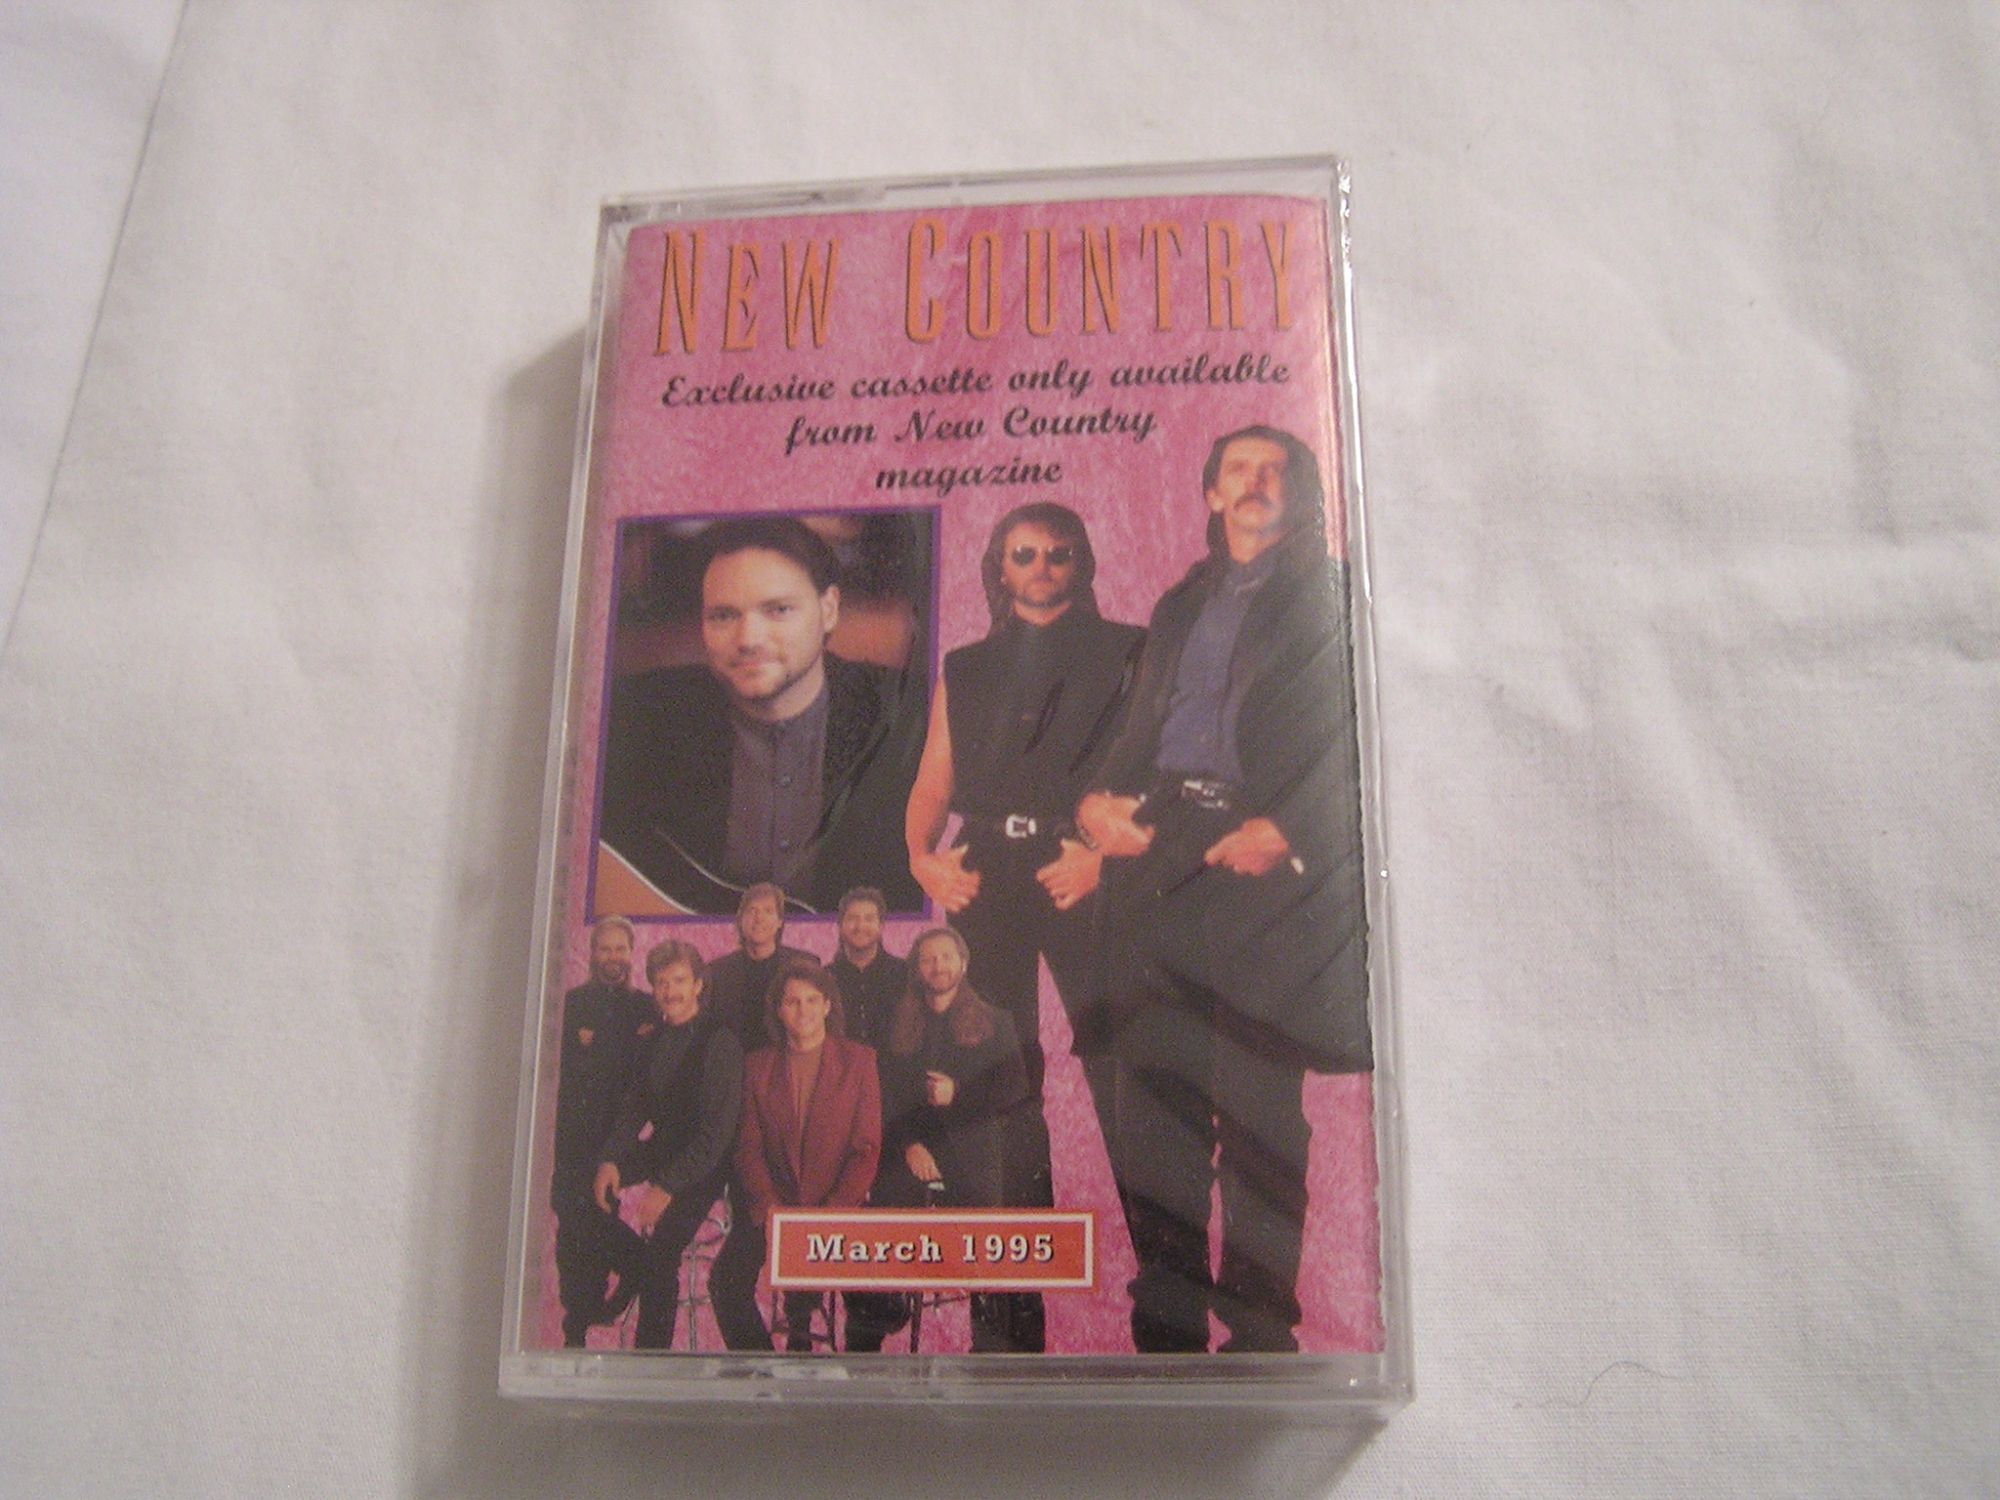 NEW COUNTRY
Exclusive cassette only available
from New Country
magazine
March 1995